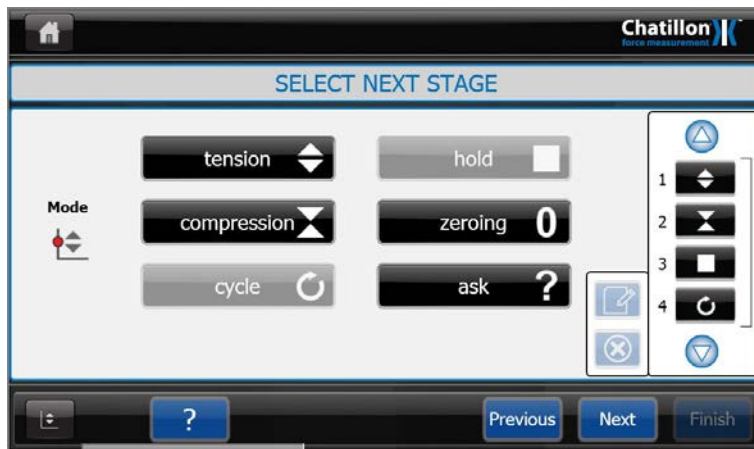 Chatillon
force measurement
SELECT NEXT STAGE
Mode
tension
hold
compression
zeroing 0
cycle
ask ?
1
2
3
4
?
Previous
Next
Finish